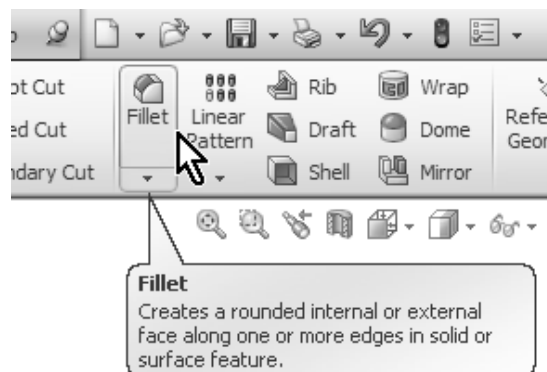 ot Cut
Fillet
Linear
Pattern
Rib
Wrap
ed Cut
Draft
Dome
Refe
Geor
ndary Cut
Shell
Mirror
Fillet
Creates a rounded internal or external
face along one or more edges in solid or
surface feature.